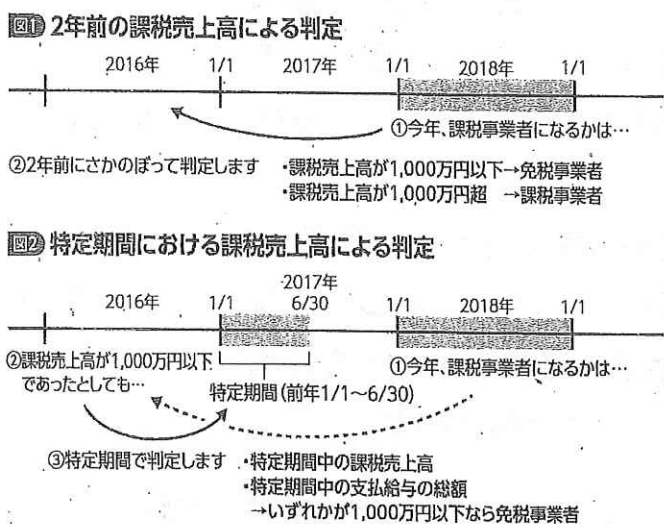 図1 2年前の課税売上高による判定
2016年 1/1 2017年 1/1 2018年 1/1
①今年、課税事業者になるかは…
②2年前にさかのぼって判定します ・課税売上高が1,000万円以下→免税事業者
・課税売上高が1,000万円超 →課税事業者
図2 特定期間における課税売上高による判定
2017年
2016年 1/1 6/30 1/1 2018年 1/1
②課税売上高が1,000万円以下
であったとしても…
①今年、課税事業者になるかは…
特定期間(前年1/1〜6/30)
③特定期間で判定します ・特定期間中の課税売上高
・特定期間中の支払給与の総額
→いずれかが1,000万円以下なら免税事業者